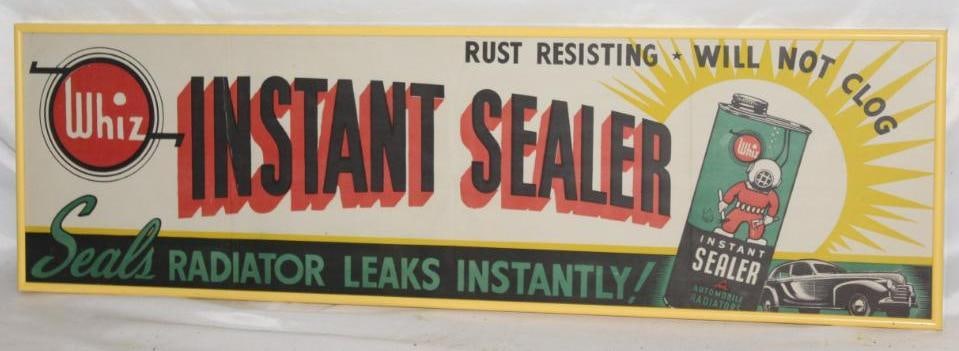 RUST RESISTING ★ WILL NOT CLOG
Whiz
INSTANT SEALER
Seals RADIATOR LEAKS INSTANTLY!
Whiz
INSTANT
SEALER
AUTOMOBILE
RADIATORS